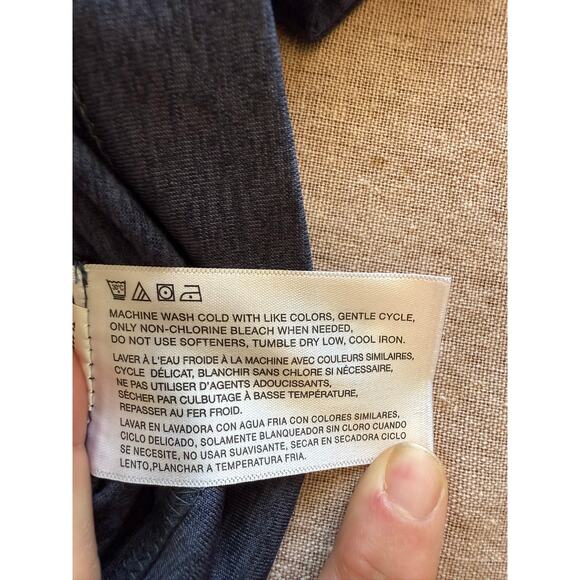 30°C
MACHINE WASH COLD WITH LIKE COLORS, GENTLE CYCLE,
ONLY NON-CHLORINE BLEACH WHEN NEEDED,
DO NOT USE SOFTENERS, TUMBLE DRY LOW, COOL IRON.
LAVER À L'EAU FROIDE À LA MACHINE AVEC COULEURS SIMILAIRES,
CYCLE DÉLICAT, BLANCHIR SANS CHLORE SI NÉCESSAIRE,
NE PAS UTILISER D'AGENTS ADOUCISSANTS,
SÉCHER PAR CULBUTAGE À BASSE TEMPÉRATURE,
REPASSER AU FER FROID.
LAVAR EN LAVADORA CON AGUA FRIA CON COLORES SIMILARES,
CICLO DELICADO, SOLAMENTE BLANQUEADOR SIN CLORO CUANDO
SE NECESITE, NO USAR SUAVISANTE, SECAR EN SECADORA CICLO
LENTO,PLANCHAR A TEMPERATURA FRIA.